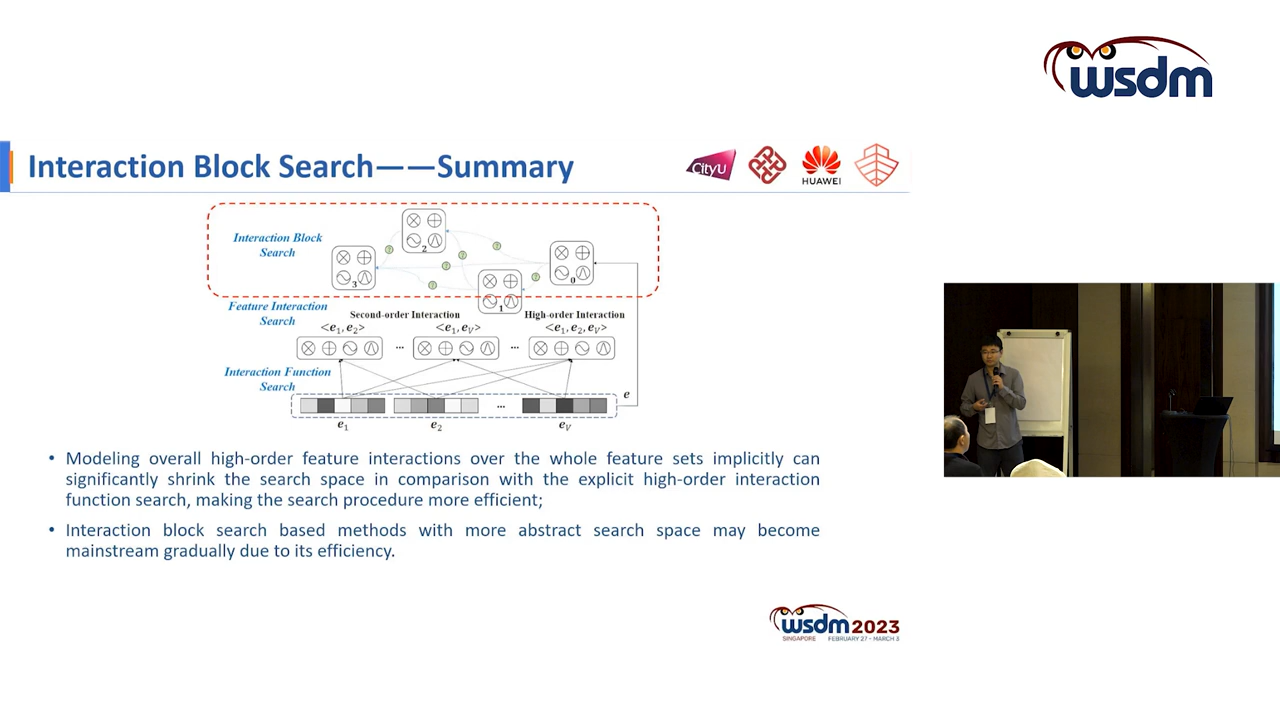 wsdm
Interaction Block Search——Summary
CityU
HUAWEI
Interaction Block
Search
2
3
0
1
?
?
?
?
?
?
Feature Interaction
Search
Second-order Interaction
High-order Interaction
<e1, e2>
<e1, eV>
<e1, e2, eV>
...
...
Interaction Function
Search
e
...
e1
e2
eV
• Modeling overall high-order feature interactions over the whole feature sets implicitly can
significantly shrink the search space in comparison with the explicit high-order interaction
function search, making the search procedure more efficient;
• Interaction block search based methods with more abstract search space may become
mainstream gradually due to its efficiency.
wsdm2023
SINGAPORE FEBRUARY 27 - MARCH 3